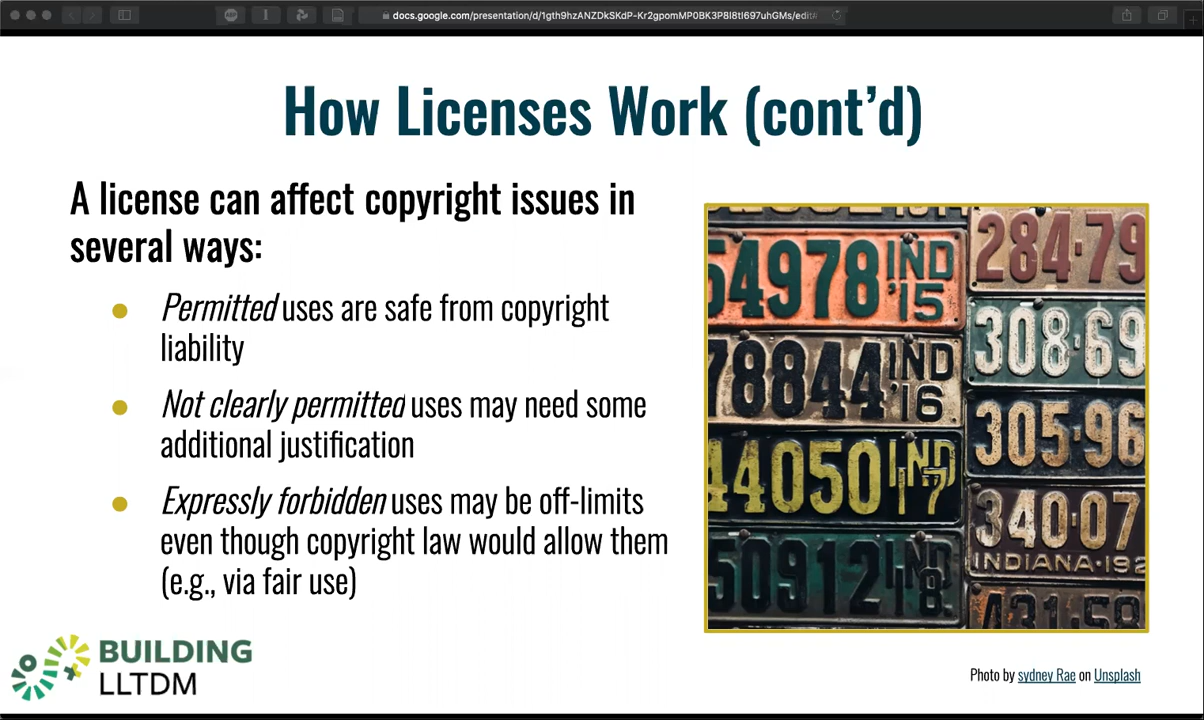 docs.google.com/presentation/d/1gth9hzANZDkSKdP-Kr2gpomMP0BK3P8I8tI697uhGMs/edit#
How Licenses Work (cont’d)
A license can affect copyright issues in
several ways:
Permitted uses are safe from copyright
liability
Not clearly permitted uses may need some
additional justification
Expressly forbidden uses may be off-limits
even though copyright law would allow them
(e.g., via fair use)
54978 IND '15
78844 IND '16
44050 IND 17
50912 IND 18
284·79
308·69
305·96
340·07
INDIANA·192
431·58
BUILDING
LLTDM
Photo by sydney Rae on Unsplash